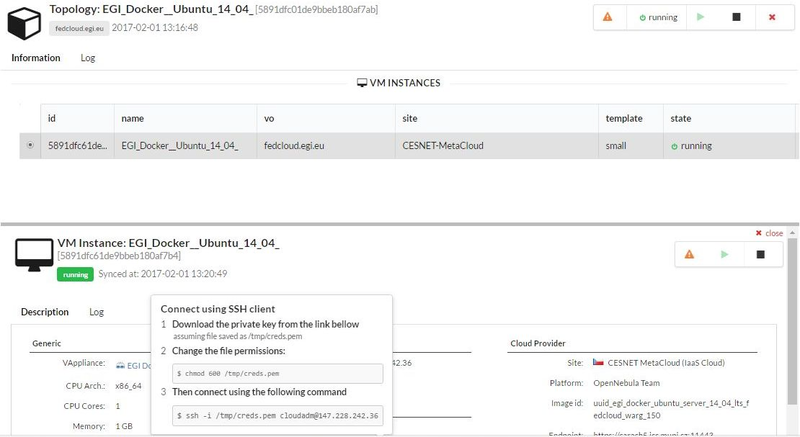 Topology: EGI_Docker__Ubuntu_14_04_ [5891dfc01de9bbeb180af7ab]
fedcloud.egi.eu 2017-02-01 13:16:48
running
Information Log
VM INSTANCES
id name vo site template state
5891dfc61de... EGI_Docker__Ubuntu_14_04_ fedcloud.egi.eu CESNET-MetaCloud small running
close
VM Instance: EGI_Docker__Ubuntu_14_04_
[5891dfc61de9bbeb180af7b4]
running Synced at: 2017-02-01 13:20:49
Description Log
Connect using SSH client
1 Download the private key from the link bellow
assuming file saved as /tmp/creds.pem
2 Change the file permissions:
$ chmod 600 /tmp/creds.pem
3 Then connect using the following command
$ ssh -i /tmp/creds.pem cloudadm@147.228.242.36
Generic
VAppliance: EGI Do
CPU Arch.: x86_64
CPU Cores: 1
Memory: 1 GB
42.36
Cloud Provider
Site: CESNET MetaCloud (IaaS Cloud)
Platform: OpenNebula Team
Image id: uuid_egi_docker_ubuntu_server_14_04_lts_f
edcloud_warg_150